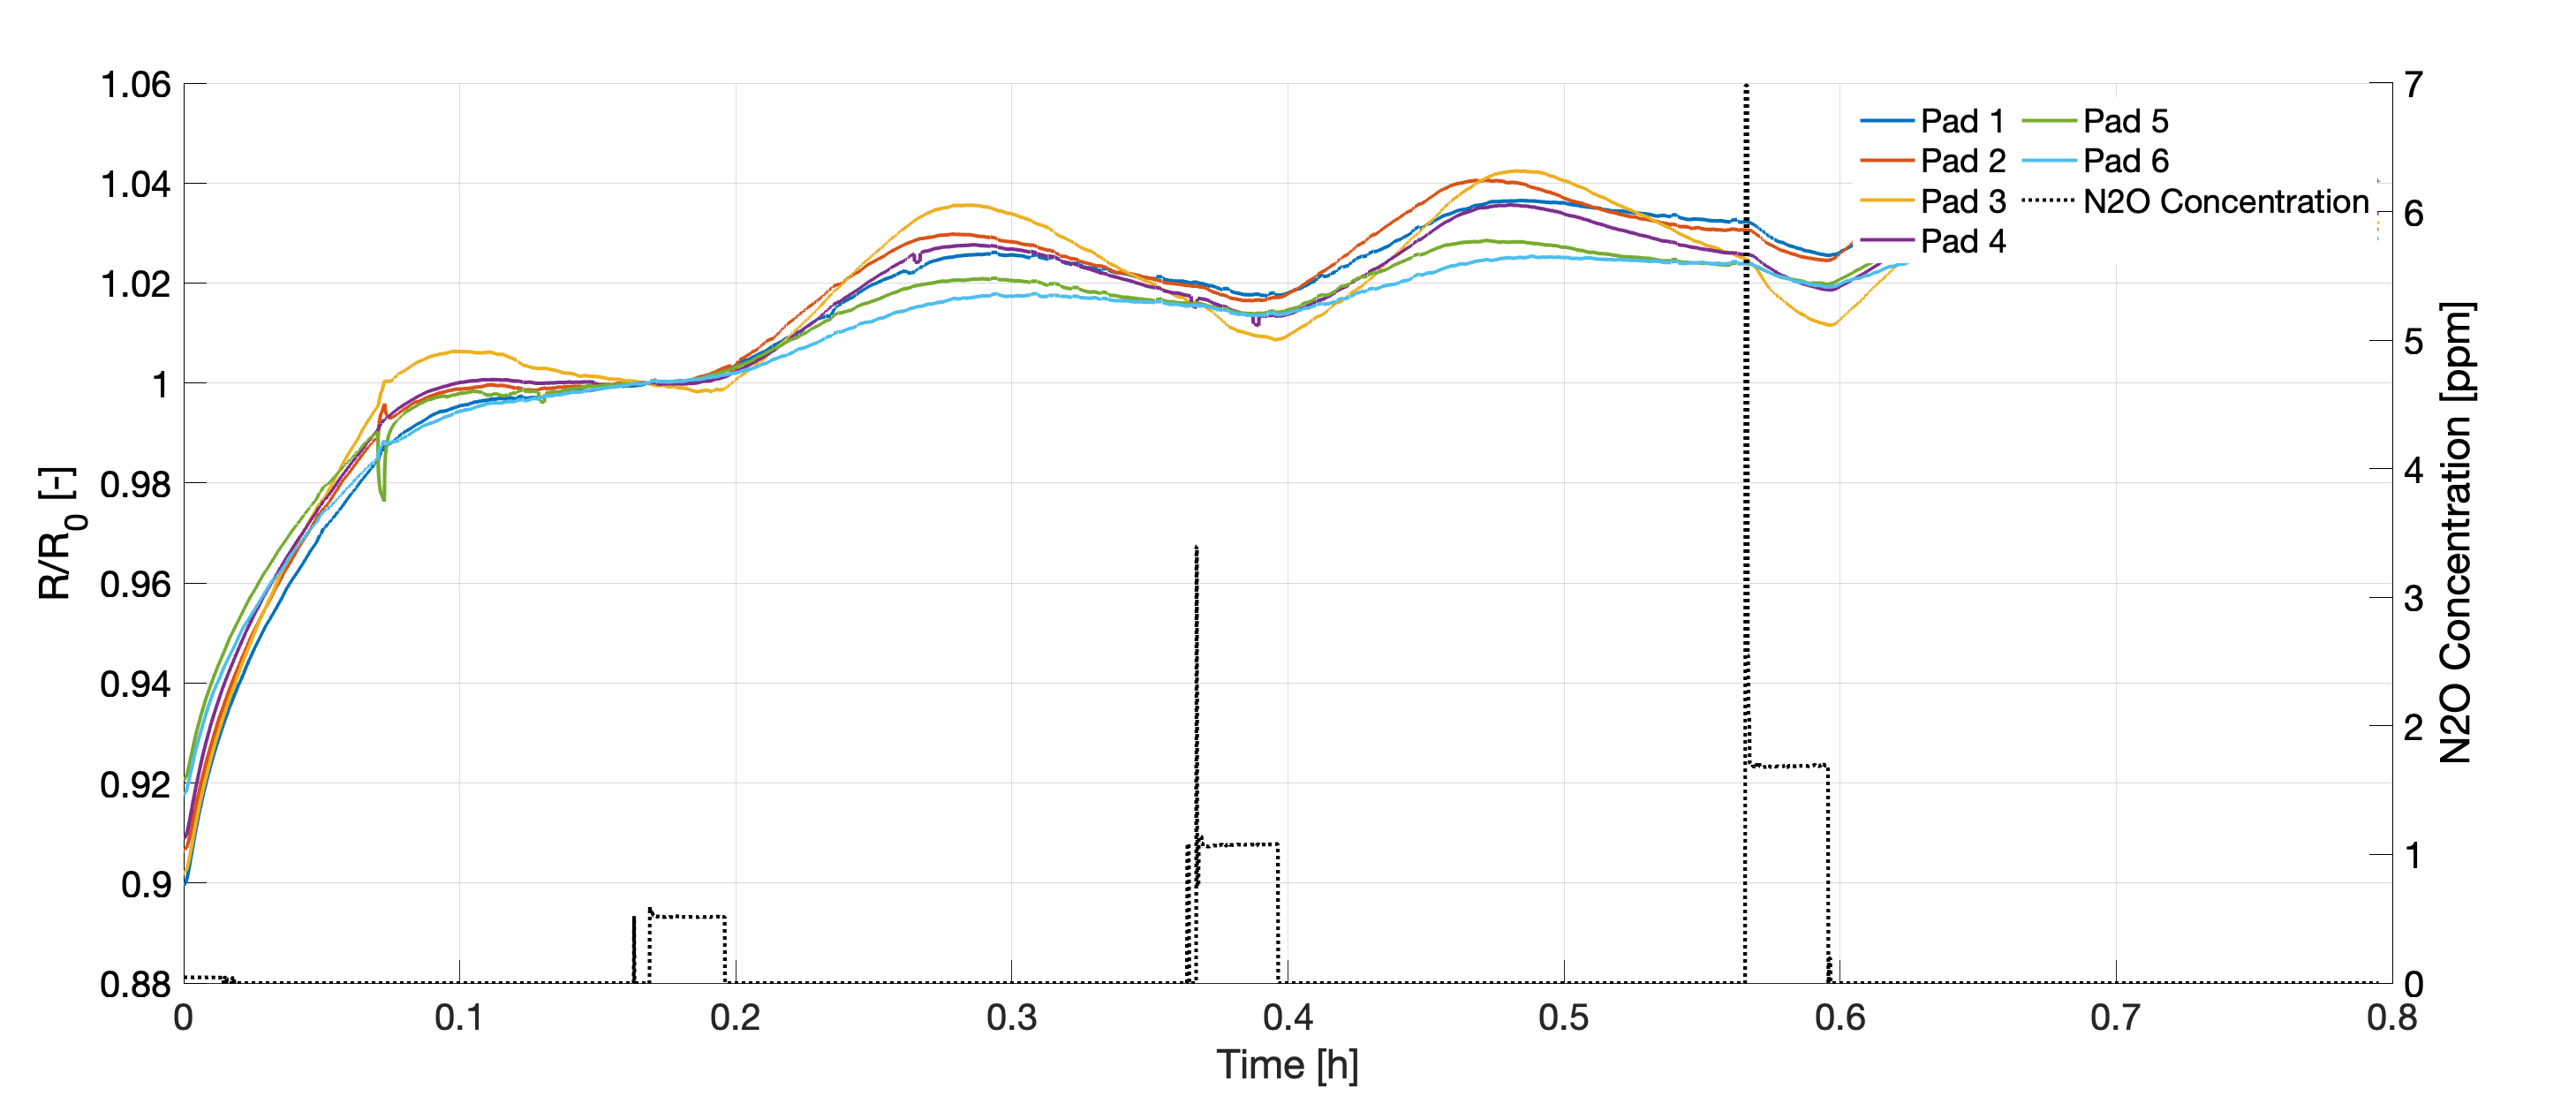 1.06
1.04
1.02
1
0.98
0.96
0.94
0.92
0.9
0.88
R/R0 [-]
0
0.1
0.2
0.3
0.4
0.5
0.6
0.7
0.8
Time [h]
7
6
5
4
3
2
1
0
N2O Concentration [ppm]
Pad 1
Pad 2
Pad 3
Pad 4
Pad 5
Pad 6
N2O Concentration